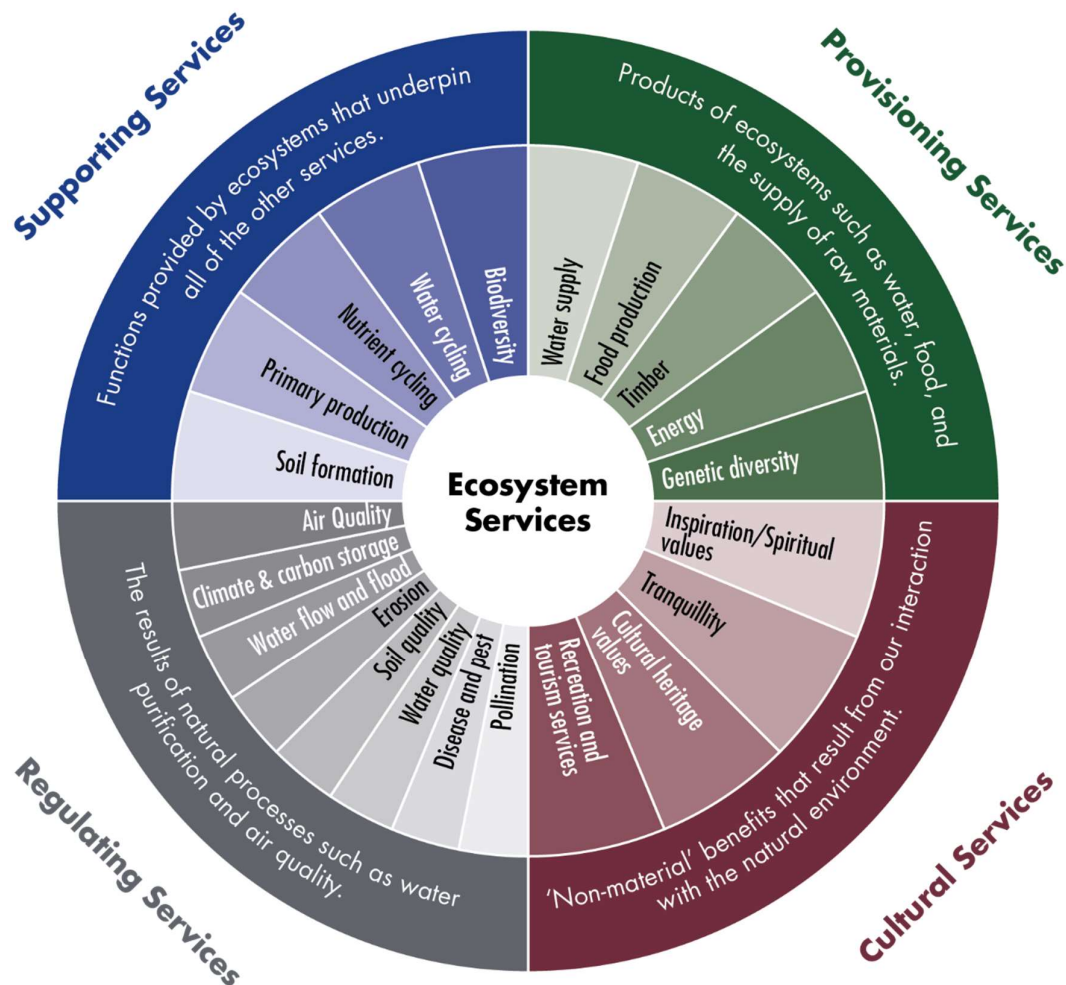 Supporting Services
Functions provided by ecosystems that underpin
all of the other services.
Soil formation
Primary production
Nutrient cycling
Water cycling
Biodiversity
Provisioning Services
Products of ecosystems such as water, food, and
the supply of raw materials.
Water supply
Food production
Timber
Energy
Genetic diversity
Ecosystem
Services
Regulating Services
The results of natural processes such as water
purification and air quality.
Air Quality
Climate & carbon storage
Water flow and flood
Erosion
Soil quality
Water quality
Disease and pest
Pollination
Cultural Services
‘Non-material’ benefits that result from our interaction
with the natural environment.
Inspiration/Spiritual
values
Tranquillity
Cultural heritage
values
Recreation and
tourism services